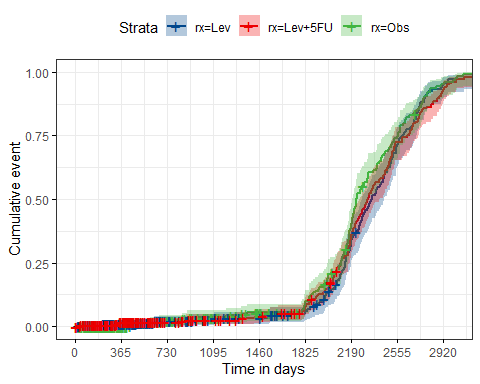 Strata rx=Lev rx=Lev+5FU rx=Obs
1.00
0.75
0.50
0.25
0.00
Cumulative event
0 365 730 1095 1460 1825 2190 2555 2920
Time in days